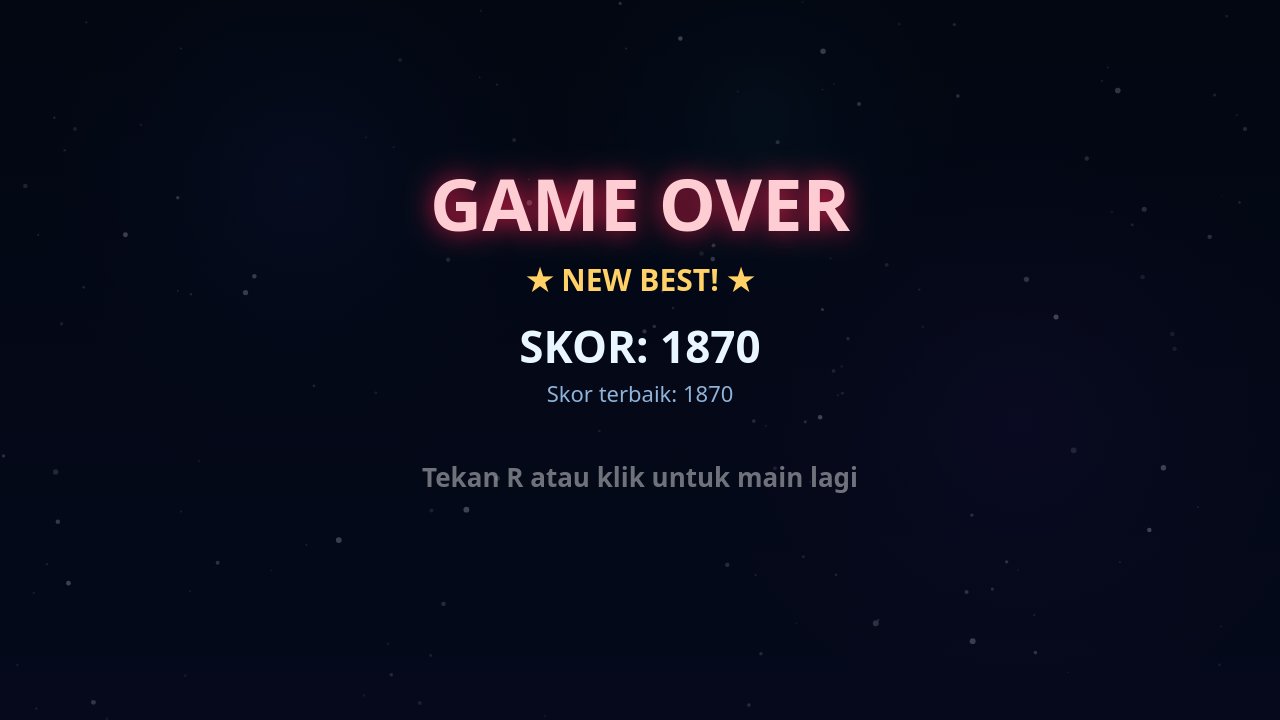 GAME OVER
★ NEW BEST! ★
SKOR: 1870
Skor terbaik: 1870
Tekan R atau klik untuk main lagi